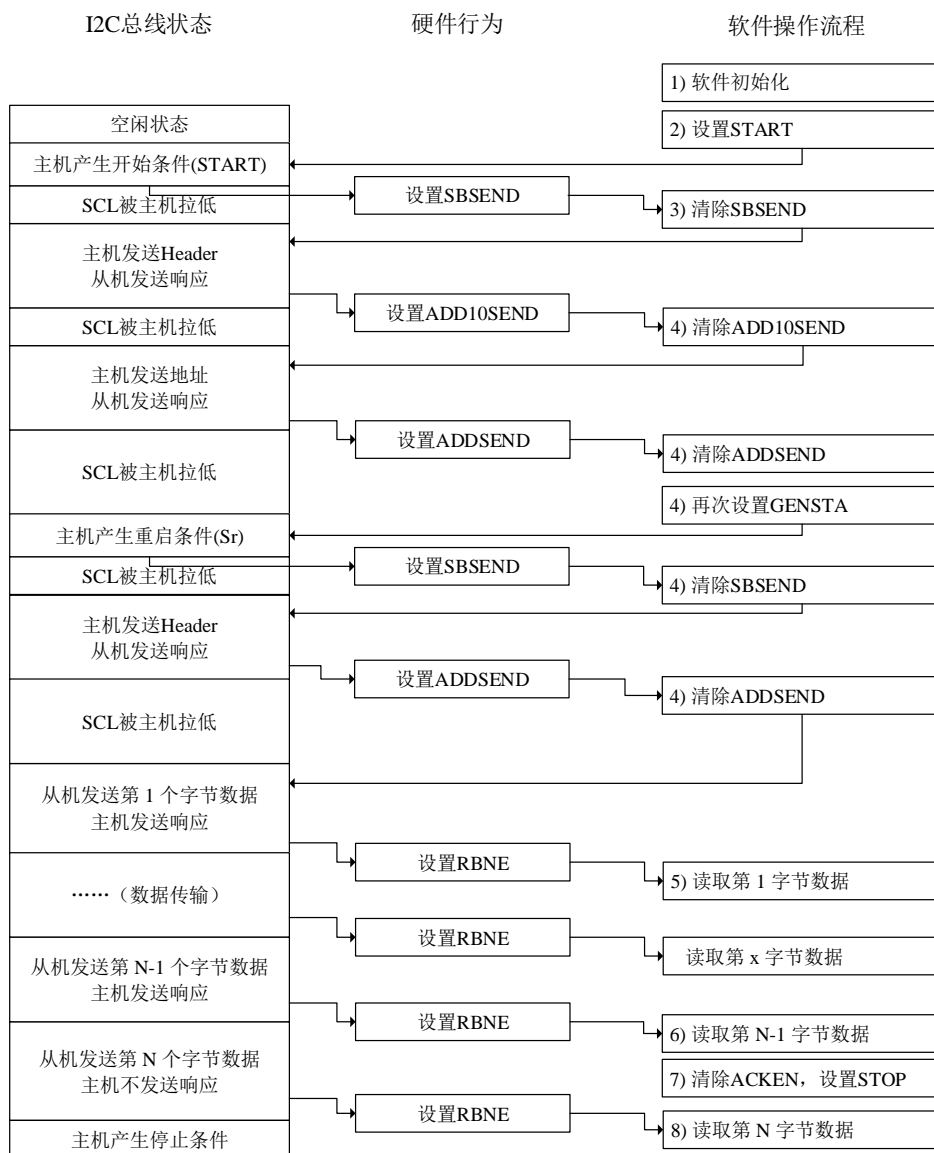 I2C总线状态
硬件行为
软件操作流程
1) 软件初始化
空闲状态
2) 设置START
主机产生开始条件(START)
设置SBSEND
SCL被主机拉低
3) 清除SBSEND
主机发送Header
从机发送响应
设置ADD10SEND
SCL被主机拉低
4) 清除ADD10SEND
主机发送地址
从机发送响应
设置ADDSEND
4) 清除ADDSEND
SCL被主机拉低
4) 再次设置GENSTA
主机产生重启条件(Sr)
设置SBSEND
SCL被主机拉低
4) 清除SBSEND
主机发送Header
从机发送响应
设置ADDSEND
4) 清除ADDSEND
SCL被主机拉低
从机发送第 1 个字节数据
主机发送响应
设置RBNE
5) 读取第 1 字节数据
……（数据传输）
设置RBNE
读取第 x 字节数据
从机发送第 N-1 个字节数据
主机发送响应
设置RBNE
6) 读取第 N-1 字节数据
从机发送第 N 个字节数据
主机不发送响应
7) 清除ACKEN，设置STOP
设置RBNE
8) 读取第 N 字节数据
主机产生停止条件